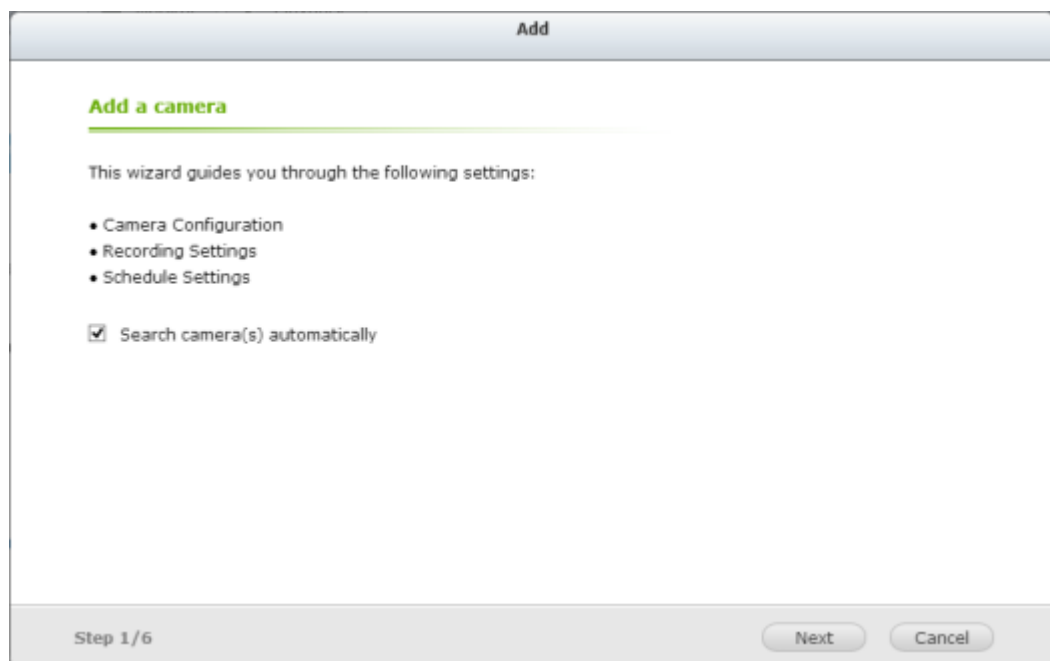 Add
Add a camera
This wizard guides you through the following settings:
• Camera Configuration
• Recording Settings
• Schedule Settings
Search camera(s) automatically
Step 1/6
Next
Cancel